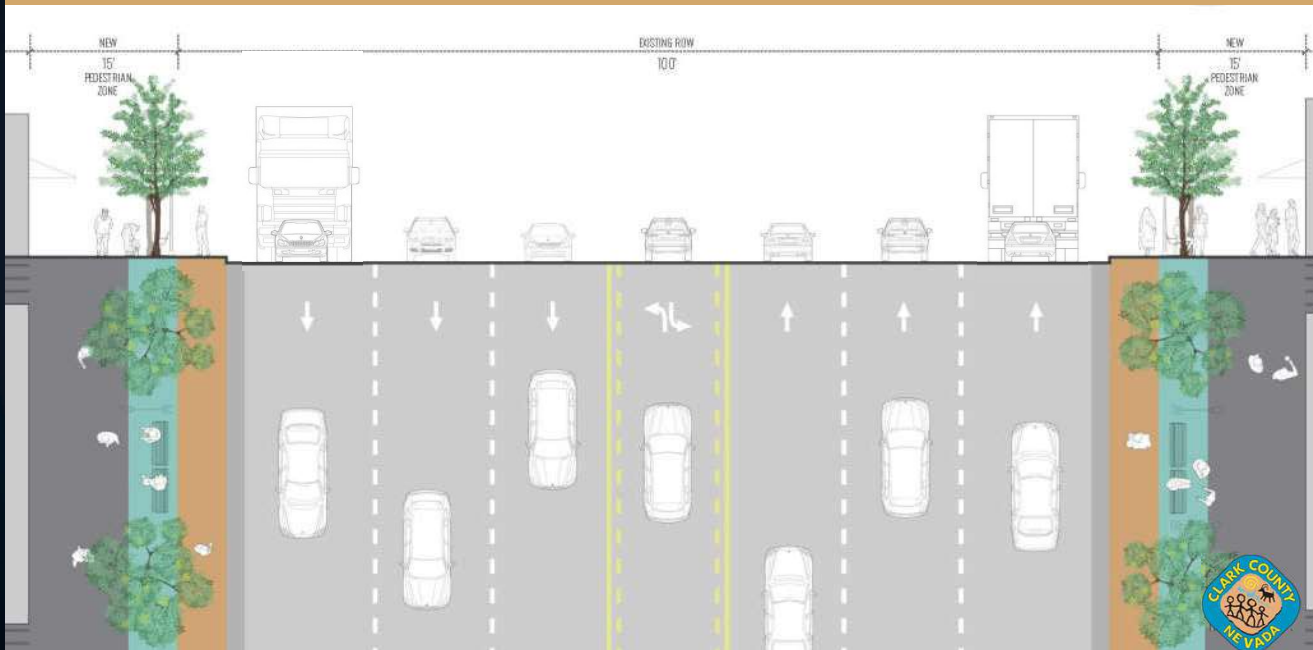 NEW
15'
PEDESTRIAN
ZONE
EXISTING ROW
100'
NEW
15'
PEDESTRIAN
ZONE
CLARK COUNTY
NEVADA